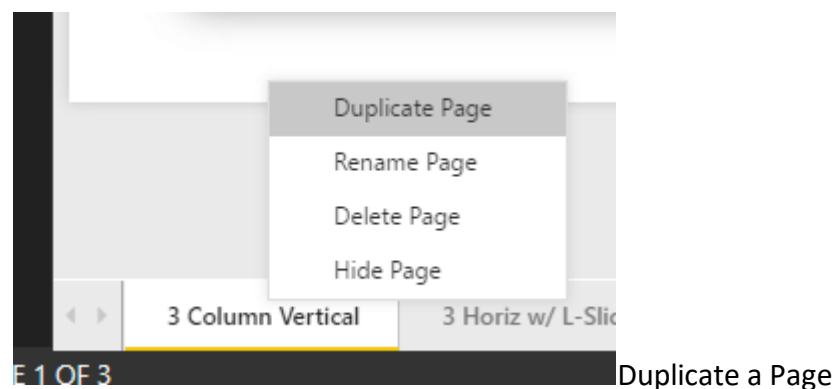 Duplicate Page
Rename Page
Delete Page
Hide Page
3 Column Vertical 3 Horiz w/ L-Slic
E 1 OF 3 Duplicate a Page